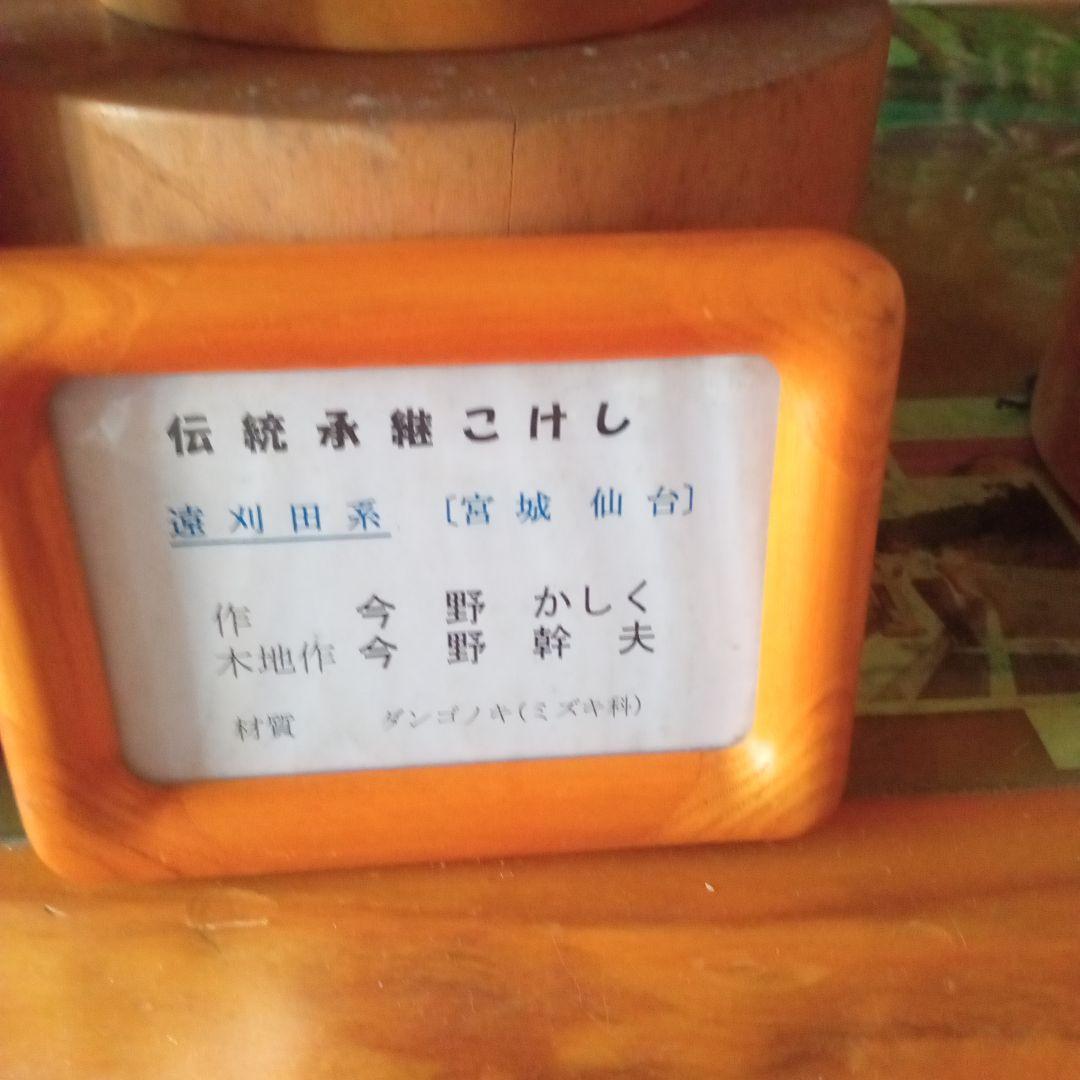 伝統承継こけし
遠刈田系 〔宮城 仙台〕
作 今野かしく
木地作 今野幹夫
材質 ダンゴノキ(ミズキ科)